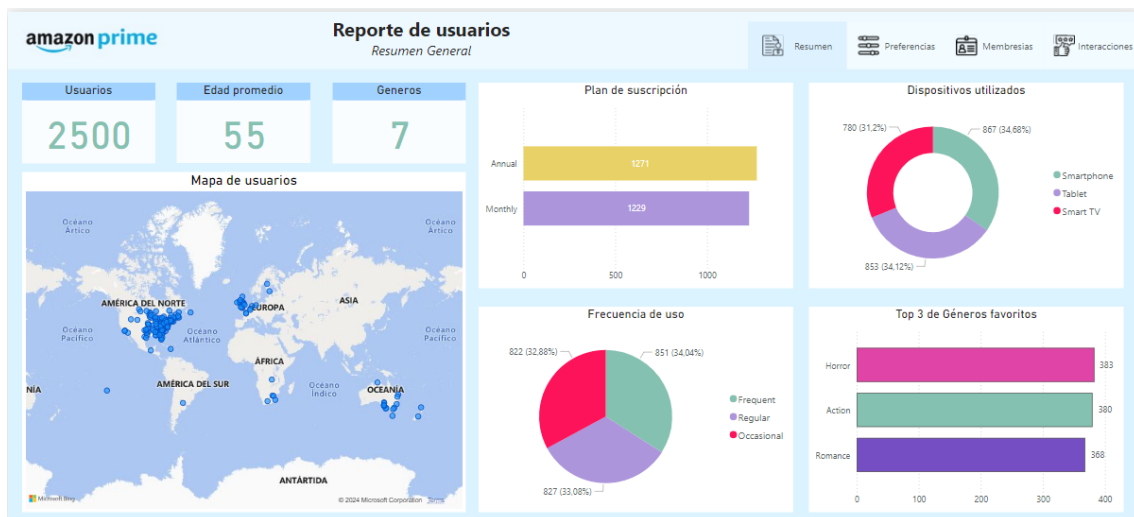 amazon prime
Reporte de usuarios
Resumen General
Resumen
Preferencias
Membresias
Interacciones
Usuarios
2500
Edad promedio
55
Generos
7
Mapa de usuarios
Océano Ártico
Océano Ártico
AMÉRICA DEL NORTE
EUROPA
ASIA
Océano Pacífico
Océano Atlántico
Océano Pacífico
ÁFRICA
NÍA
AMÉRICA DEL SUR
Océano Índico
OCEANÍA
ANTÁRTIDA
Microsoft Bing
© 2024 Microsoft Corporation Terms
Plan de suscripción
Annual
1271
Monthly
1229
0
500
1000
Dispositivos utilizados
780 (31,2%)
867 (34,68%)
853 (34,12%)
Smartphone
Tablet
Smart TV
Frecuencia de uso
822 (32,88%)
851 (34,04%)
827 (33,08%)
Frequent
Regular
Occasional
Top 3 de Géneros favoritos
Horror
383
Action
380
Romance
368
0
100
200
300
400